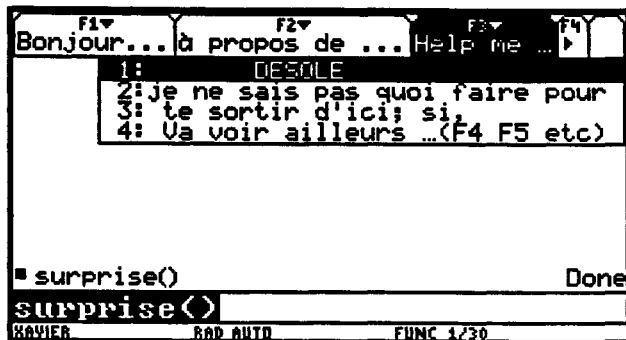 F1 F2 F3 F4
Bonjour... à propos de ... Help me ...
1: DESOLE
2:je ne sais pas quoi faire pour
3: te sortir d'ici; si,
4: Va voir ailleurs …(F4 F5 etc)
surprise() Done
surprise()
XAVIER RAD AUTO FUNC 1/30